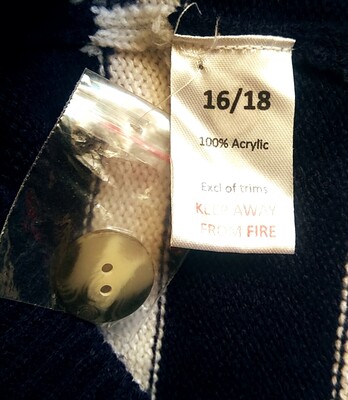 16/18
100% Acrylic
Excl of trims
KEEP AWAY
FROM FIRE